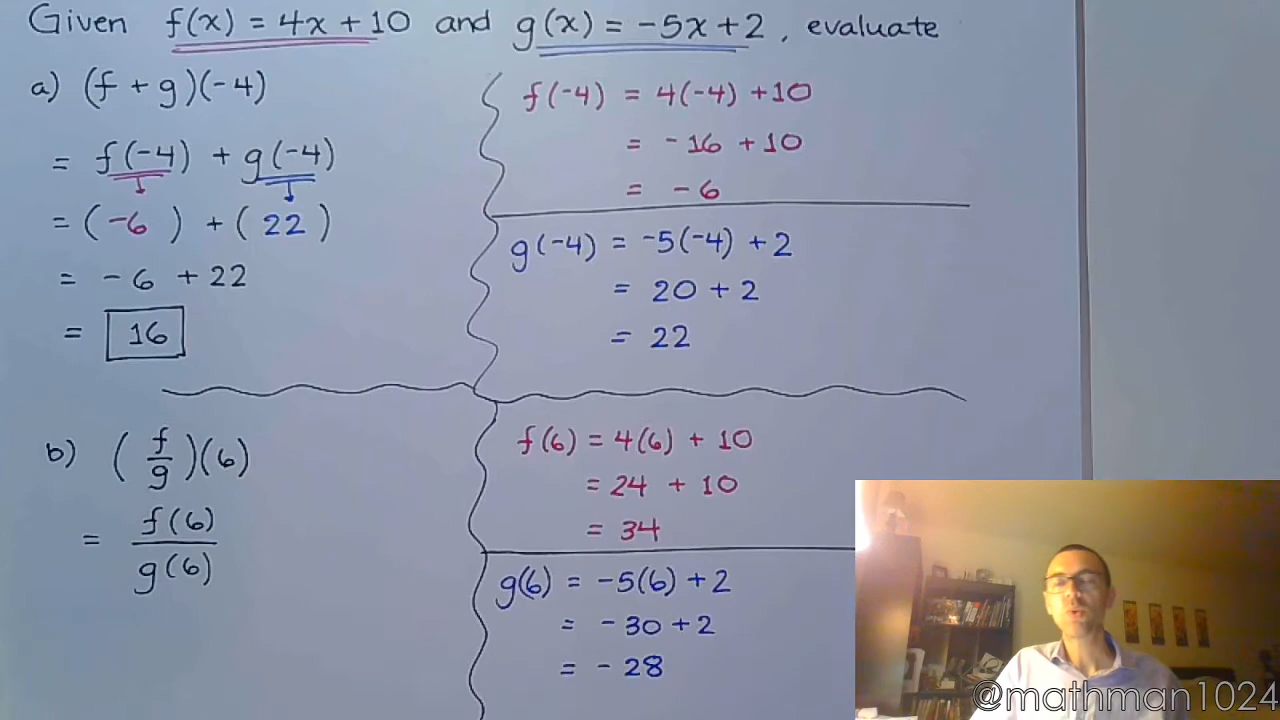 Given f(x) = 4x + 10 and g(x) = -5x + 2, evaluate
a) (f + g)(-4)
= f(-4) + g(-4)
= (-6) + (22)
= -6 + 22
= 16
f(-4) = 4(-4) + 10
= -16 + 10
= -6
g(-4) = -5(-4) + 2
= 20 + 2
= 22
b) (f/g)(6)
= f(6)/g(6)
f(6) = 4(6) + 10
= 24 + 10
= 34
g(6) = -5(6) + 2
= -30 + 2
= -28
@mathman1024